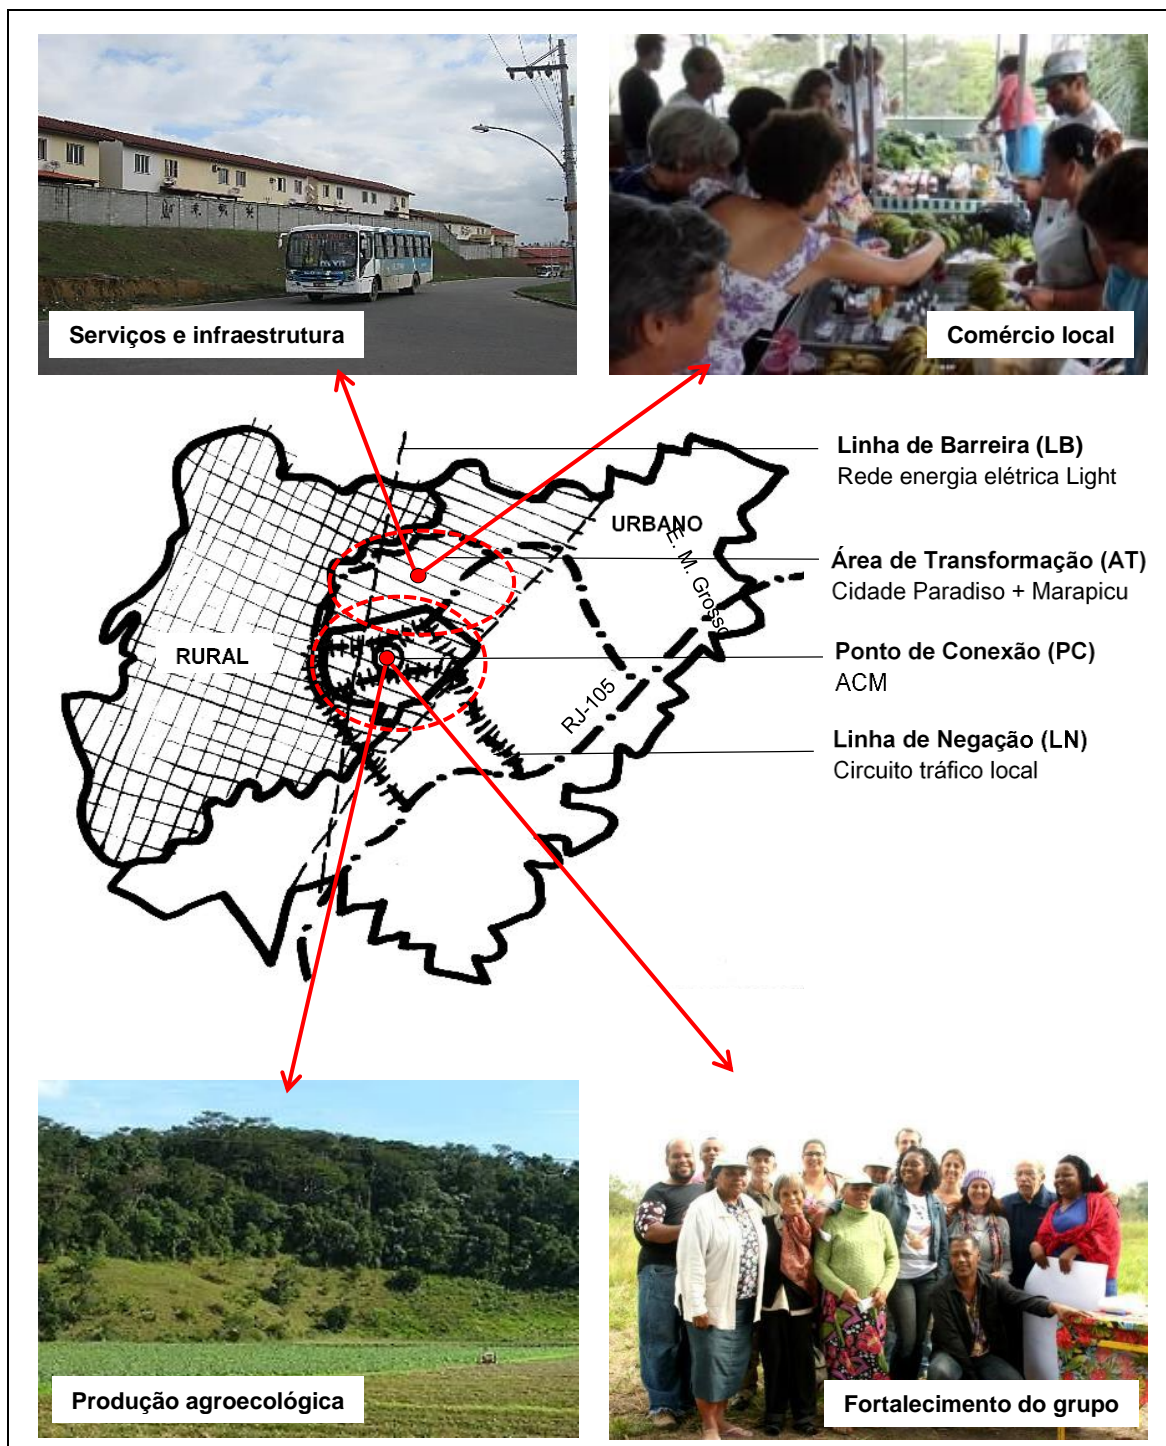 Serviços e infraestrutura
Comércio local
Linha de Barreira (LB)
Rede energia elétrica Light
URBANO
E. M. Grosso
Área de Transformação (AT)
Cidade Paradiso + Marapicu
RURAL
Ponto de Conexão (PC)
ACM
RJ-105
Linha de Negação (LN)
Circuito tráfico local
Produção agroecológica
Fortalecimento do grupo